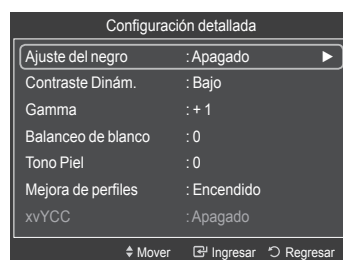 Configuración detallada
Ajuste del negro : Apagado ►
Contraste Dinám. : Bajo
Gamma : + 1
Balanceo de blanco : 0
Tono Piel : 0
Mejora de perfiles : Encendido
xvYCC : Apagado
Mover Ingresar Regresar